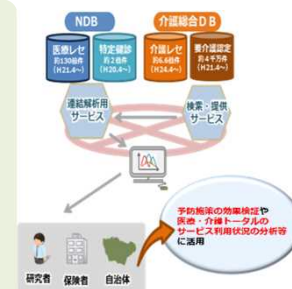 NDB
介護総合DB
医療レセ
約130億件
(H21.4～)
特定健診
約2億件
(H20.4～)
介護レセ
約6.6億件
(H24.4～)
要介護認定
約4千万件
(H21.4～)
連結解析用
サービス
検索・提供
サービス
予防施策の効果検証や
医療・介護トータルの
サービス利用状況の分析等
に活用
研究者
保険者
自治体